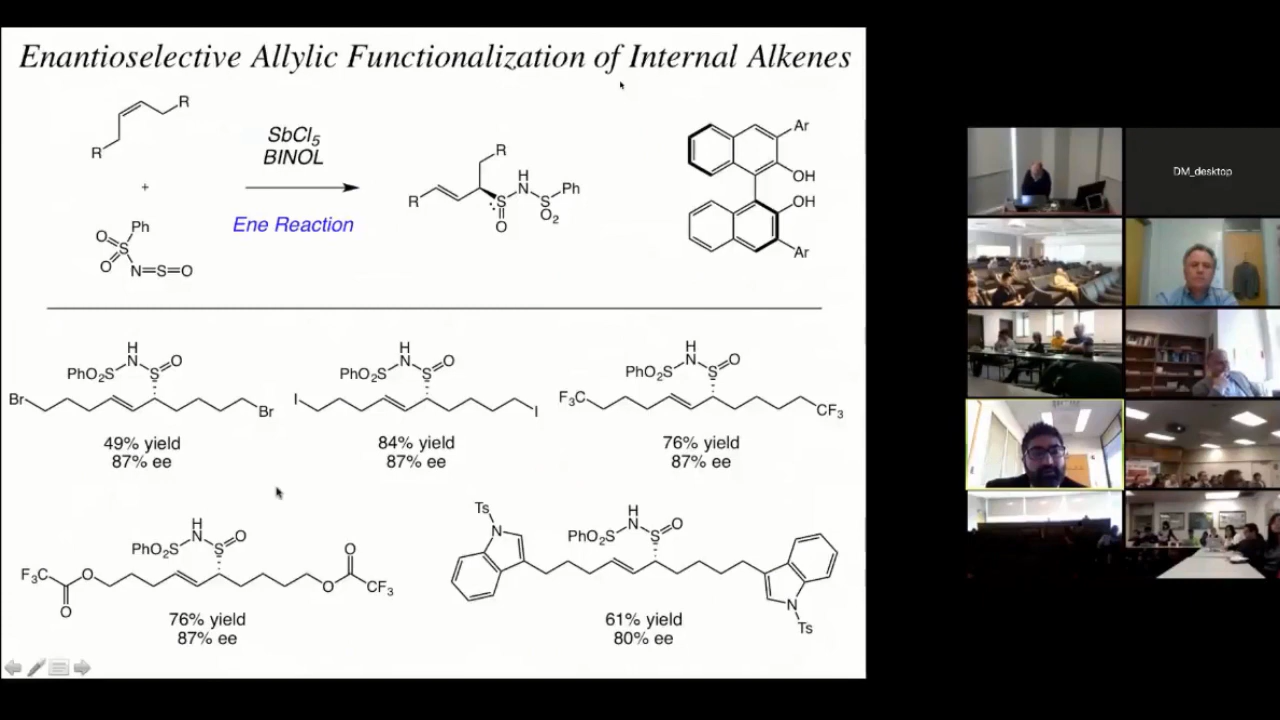 Enantioselective Allylic Functionalization of Internal Alkenes
R
R
+
Ph
O
S
O
N=S=O
SbCl5
BINOL
Ene Reaction
R
R
H
N
S
O
S
O2
Ph
Ar
OH
OH
Ar
H
N
PhO2S
S
O
Br
Br
49% yield
87% ee
H
N
PhO2S
S
O
I
I
84% yield
87% ee
H
N
PhO2S
S
O
F3C
CF3
76% yield
87% ee
H
N
PhO2S
S
O
F3C
O
O
O
O
CF3
76% yield
87% ee
Ts
N
H
N
PhO2S
S
O
N
Ts
61% yield
80% ee
DM_desktop